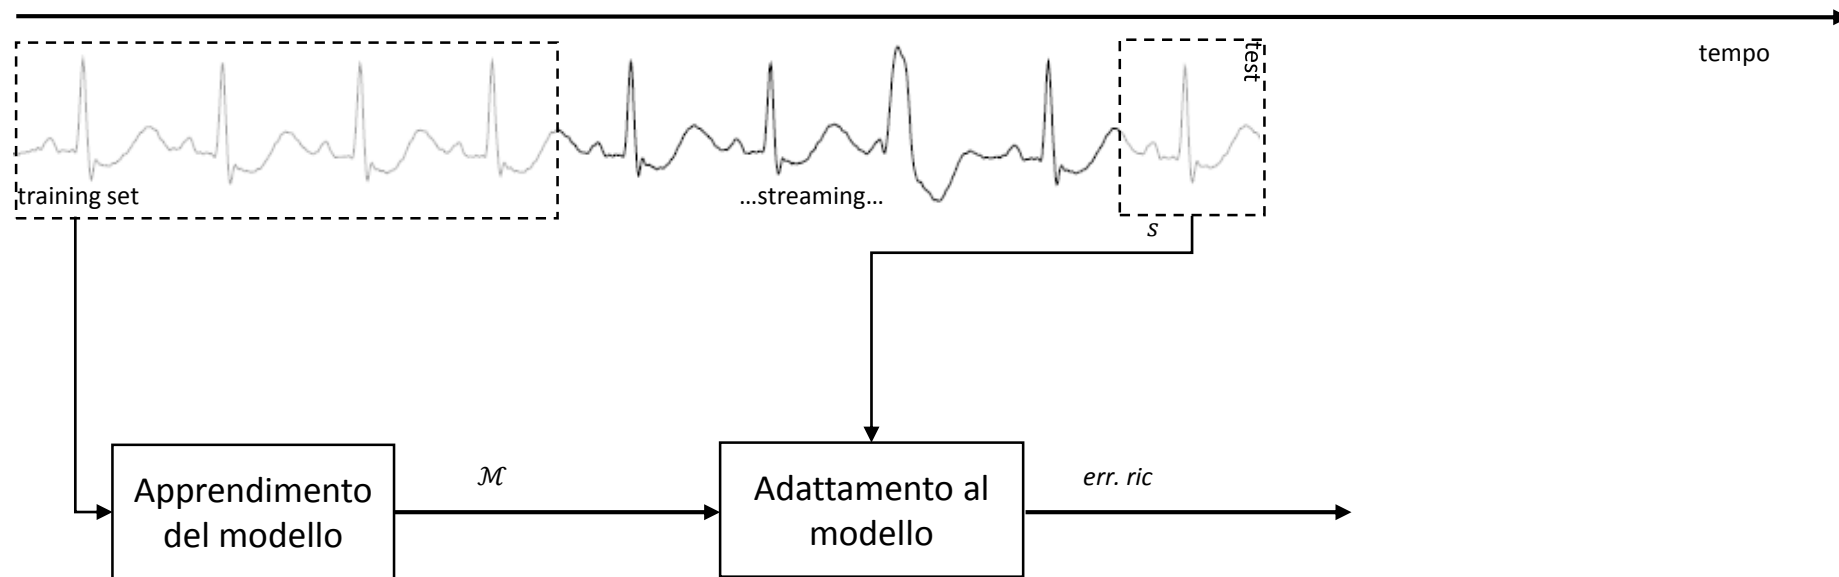 tempo
test
training set
...streaming...
s
Apprendimento
del modello
ℳ
Adattamento al
modello
err. ric